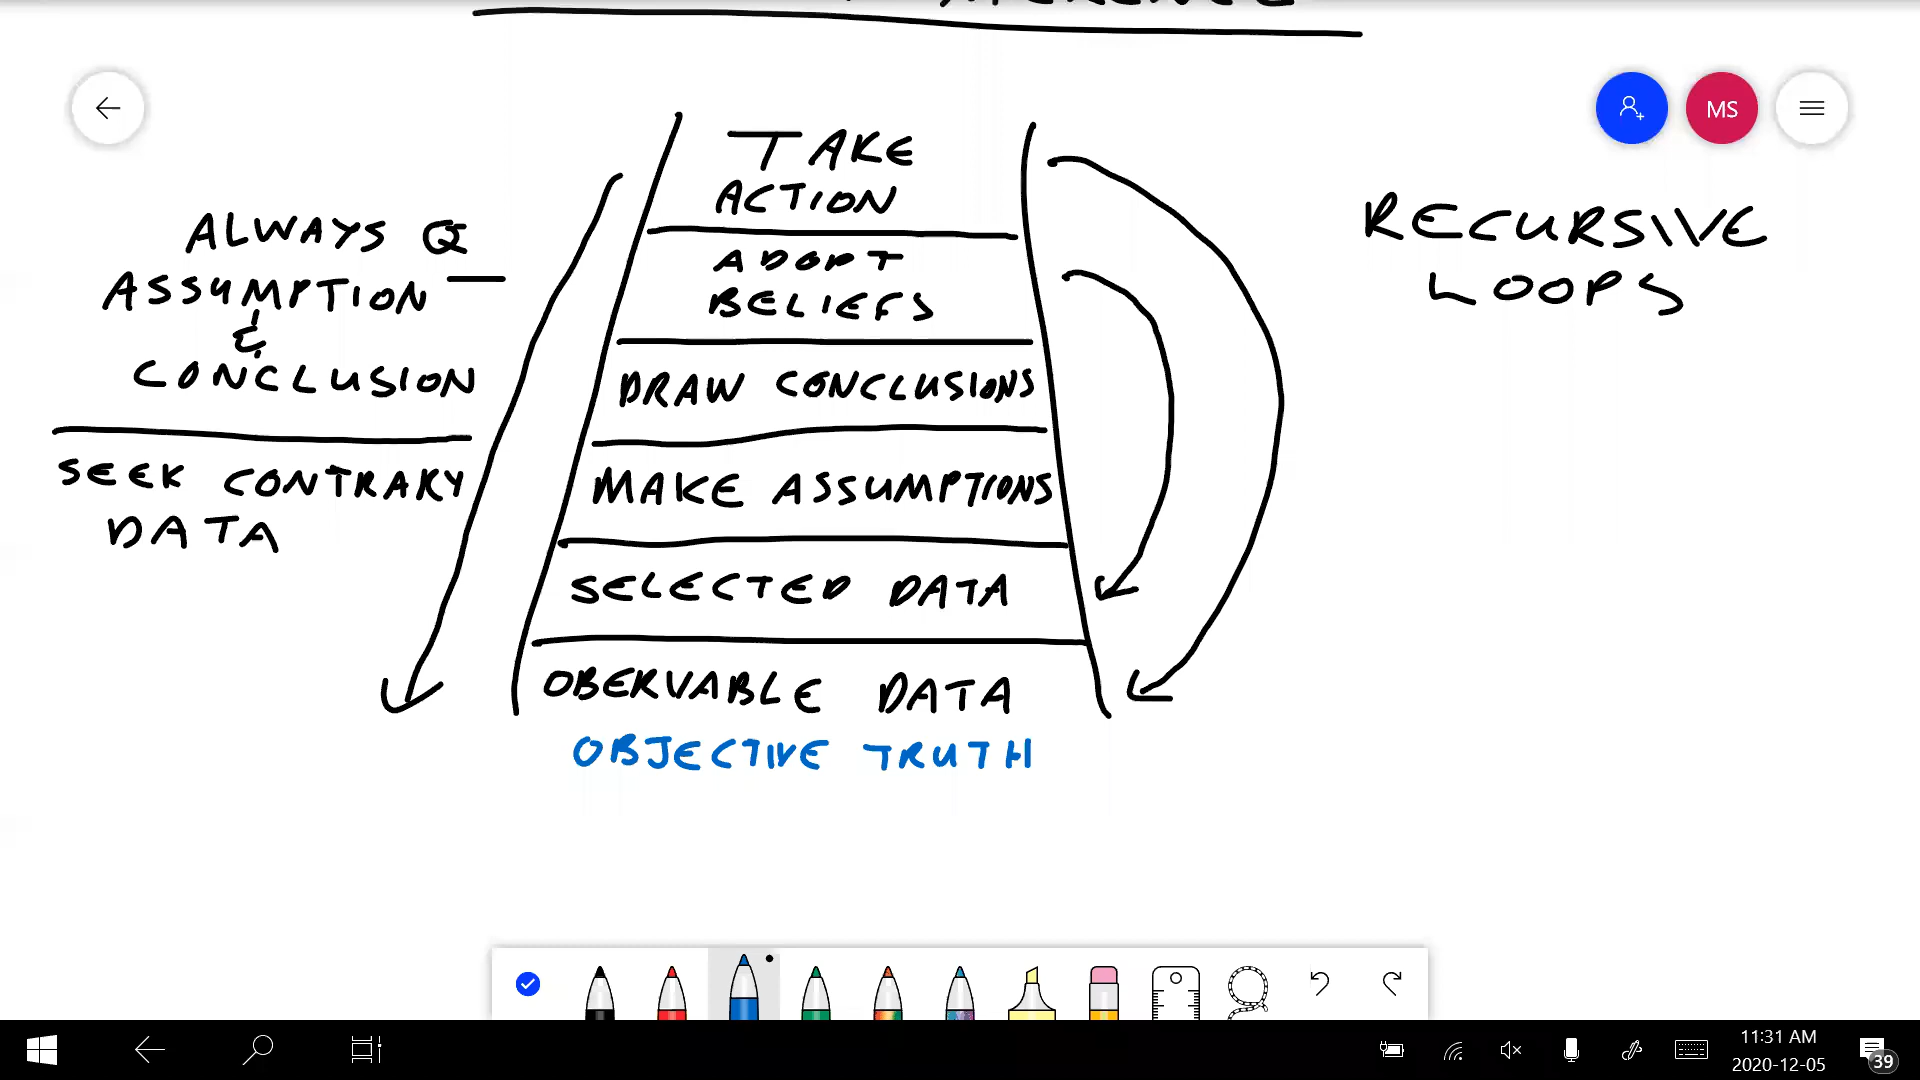 MS
TAKE
ACTION
ADOPT
BELIEFS
DRAW CONCLUSIONS
MAKE ASSUMPTIONS
SELECTED DATA
OBERVABLE DATA
OBJECTIVE TRUTH
ALWAYS Q
ASSUMPTION
&
CONCLUSION
SEEK CONTRARY
DATA
RECURSIVE
LOOPS
11:31 AM
2020-12-05
39